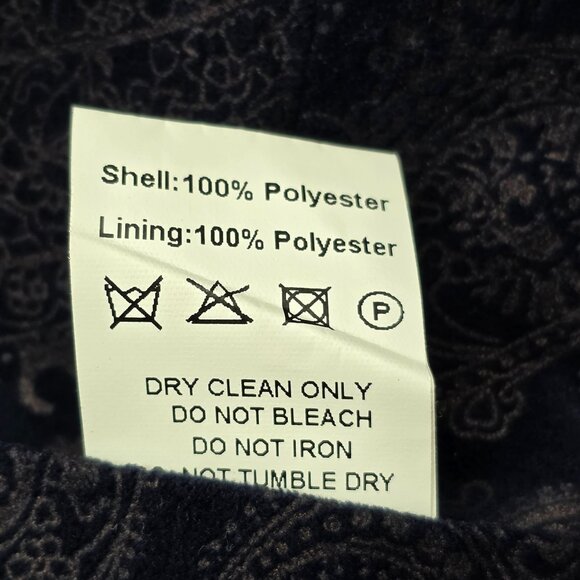 Shell:100% Polyester
Lining:100% Polyester
P
DRY CLEAN ONLY
DO NOT BLEACH
DO NOT IRON
NOT TUMBLE DRY